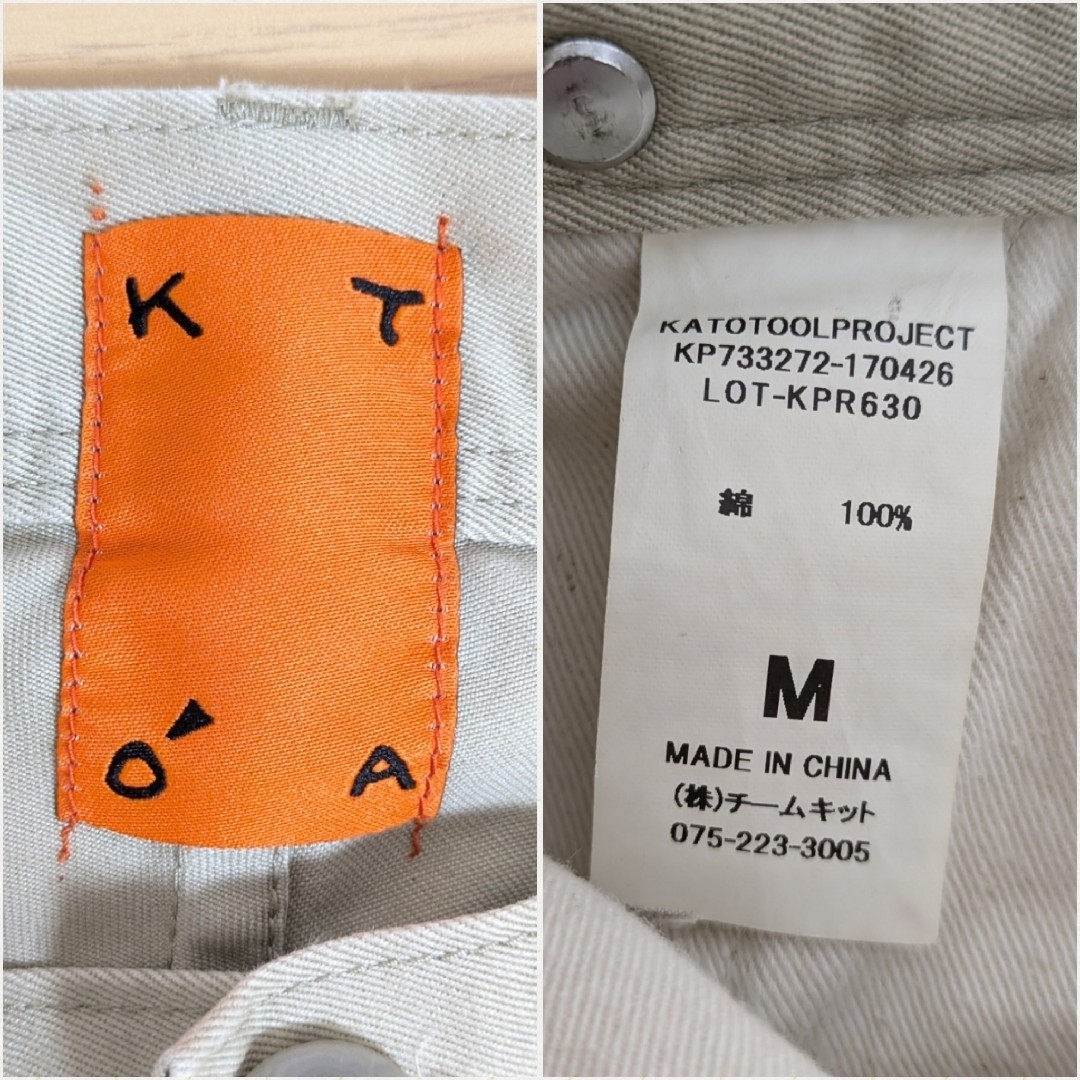 K T
O' A
KATOTOOLPROJECT
KP733272-170426
LOT-KPR630
綿 100%
M
MADE IN CHINA
(株)チームキット
075-223-3005